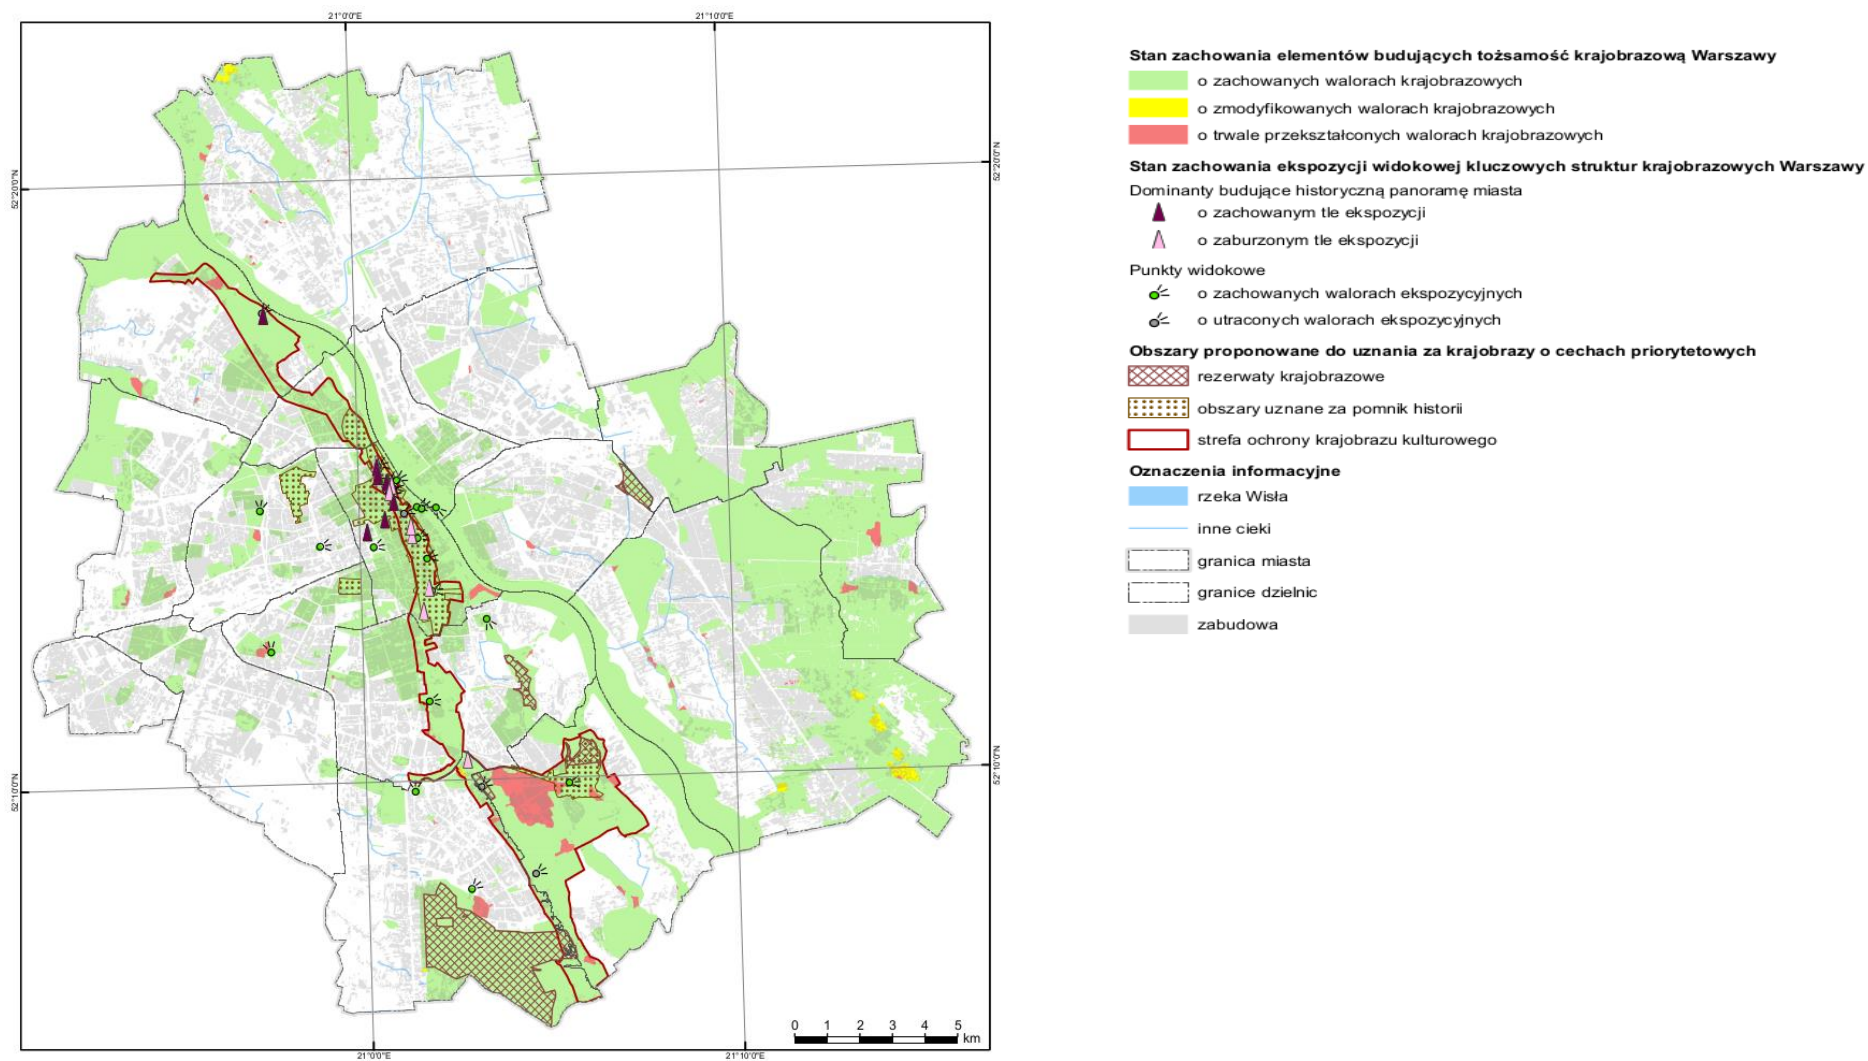 21°0'0"E 21°10'0"E
52°20'0"N 52°20'0"N
52°10'0"N 52°10'0"N
21°0'0"E 21°10'0"E
0 1 2 3 4 5
km
Stan zachowania elementów budujących tożsamość krajobrazową Warszawy
o zachowanych walorach krajobrazowych
o zmodyfikowanych walorach krajobrazowych
o trwale przekształconych walorach krajobrazowych
Stan zachowania ekspozycji widokowej kluczowych struktur krajobrazowych Warszawy
Dominanty budujące historyczną panoramę miasta
o zachowanym tle ekspozycji
o zaburzonym tle ekspozycji
Punkty widokowe
o zachowanych walorach ekspozycyjnych
o utraconych walorach ekspozycyjnych
Obszary proponowane do uznania za krajobrazy o cechach priorytetowych
rezerwaty krajobrazowe
obszary uznane za pomnik historii
strefa ochrony krajobrazu kulturowego
Oznaczenia informacyjne
rzeka Wisła
inne cieki
granica miasta
granice dzielnic
zabudowa